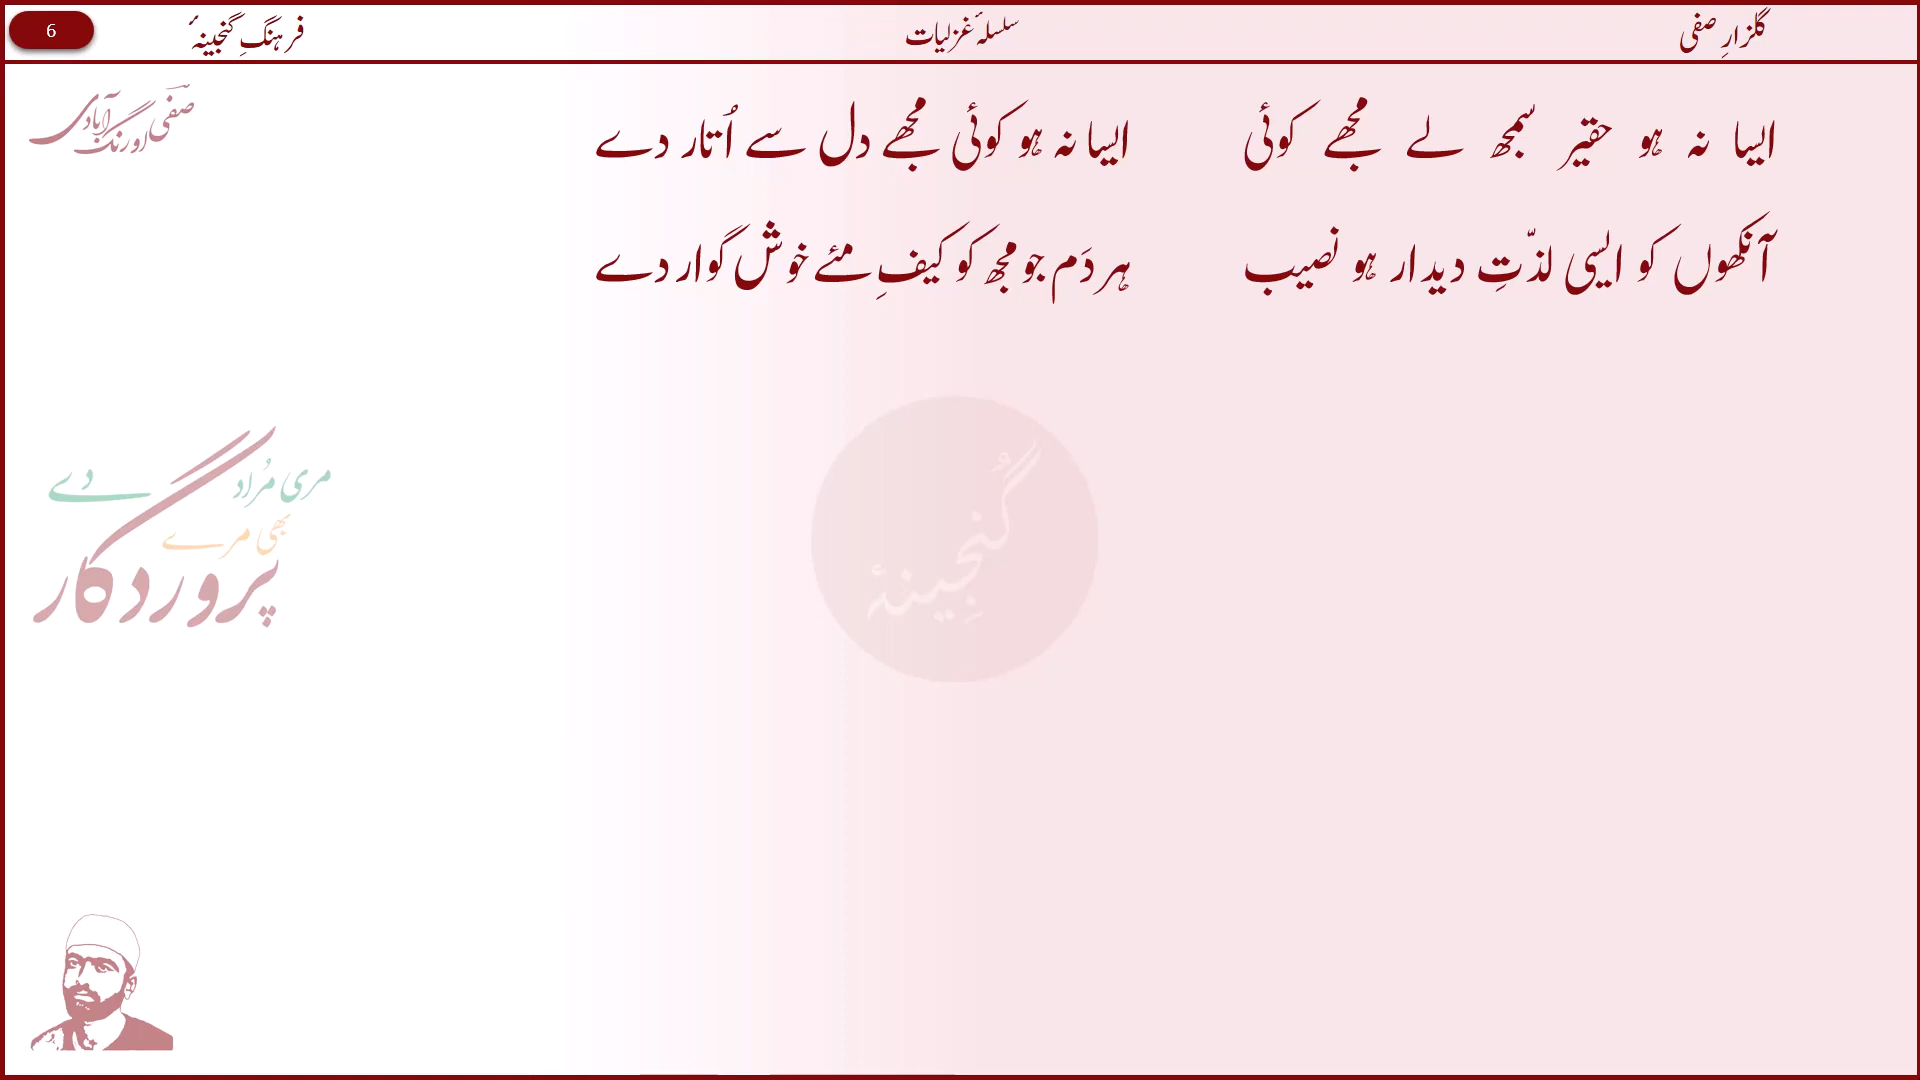 گلزارِ صفی
سلسلۂ غزلیات
فرہنگِ گنجینۂ
6
ایسا نہ ہو حقیر سمجھ لے مجھے کوئی
ایسا نہ ہو کوئی مجھے دل سے اُتار دے
آنکھوں کو ایسی لذّتِ دیدار ہو نصیب
ہر دَم جو مجھ کو کیفِ مئے خوش گوار دے
صفیؔ اورنگ آبادی
مری مُراد دے
بھی مرے
پروردگار
گُنجِینۂ